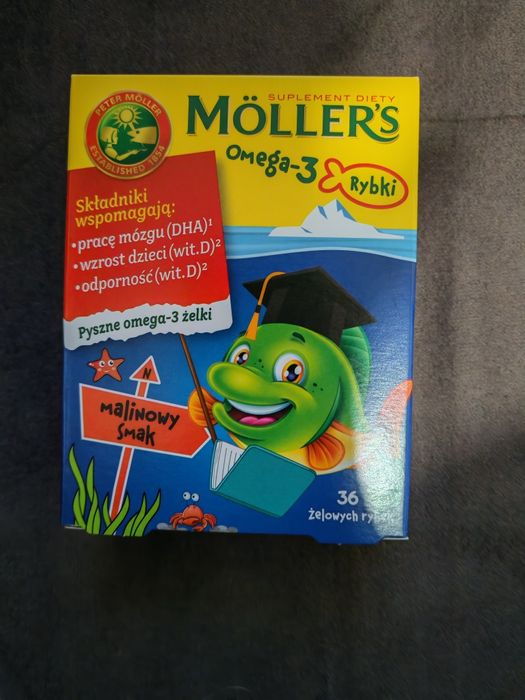 PETER MÖLLER
ESTABLISHED 1854
SUPLEMENT DIETY
MÖLLER'S
Omega-3
Rybki
Składniki
wspomagają:
•pracę mózgu (DHA)¹
•wzrost dzieci (wit.D)²
•odporność (wit.D)²
Pyszne omega-3 żelki
N
malinowy
smak
36
żelowych